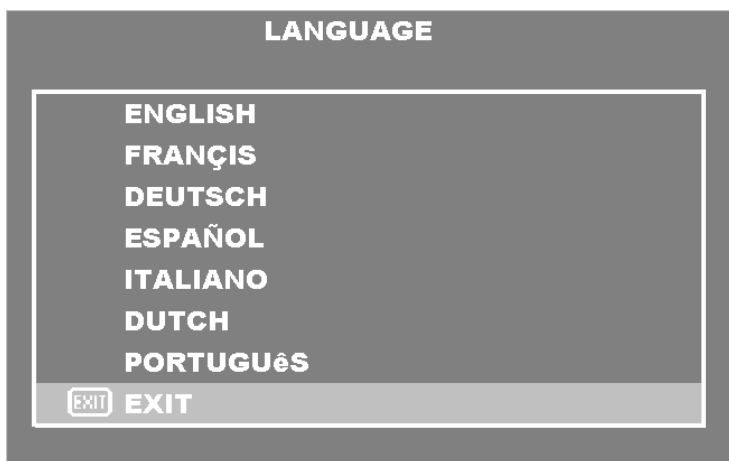 LANGUAGE
ENGLISH
FRANÇIS
DEUTSCH
ESPAÑOL
ITALIANO
DUTCH
PORTUGUêS
EXIT EXIT